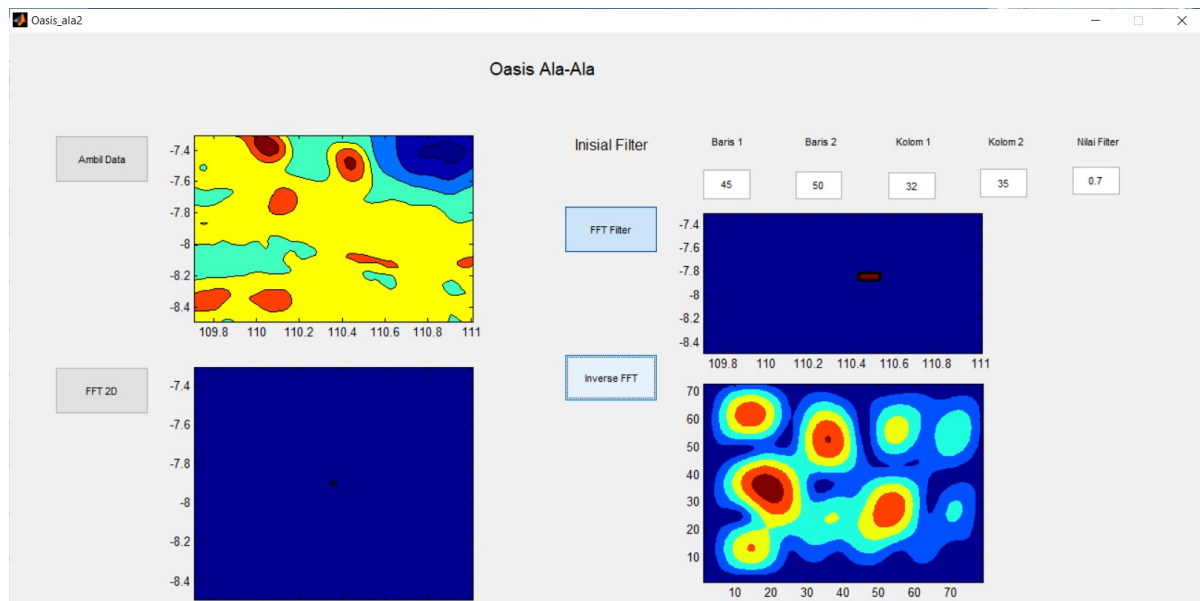 Oasis_ala2
Oasis Ala-Ala
Ambil Data
-7.4
-7.6
-7.8
-8
-8.2
-8.4
109.8 110 110.2 110.4 110.6 110.8 111
FFT 2D
-7.4
-7.6
-7.8
-8
-8.2
-8.4
Inisial Filter
Baris 1 Baris 2 Kolom 1 Kolom 2 Nilai Filter
45 50 32 35 0.7
FFT Filter
-7.4
-7.6
-7.8
-8
-8.2
-8.4
109.8 110 110.2 110.4 110.6 110.8 111
Inverse FFT
70
60
50
40
30
20
10
10 20 30 40 50 60 70